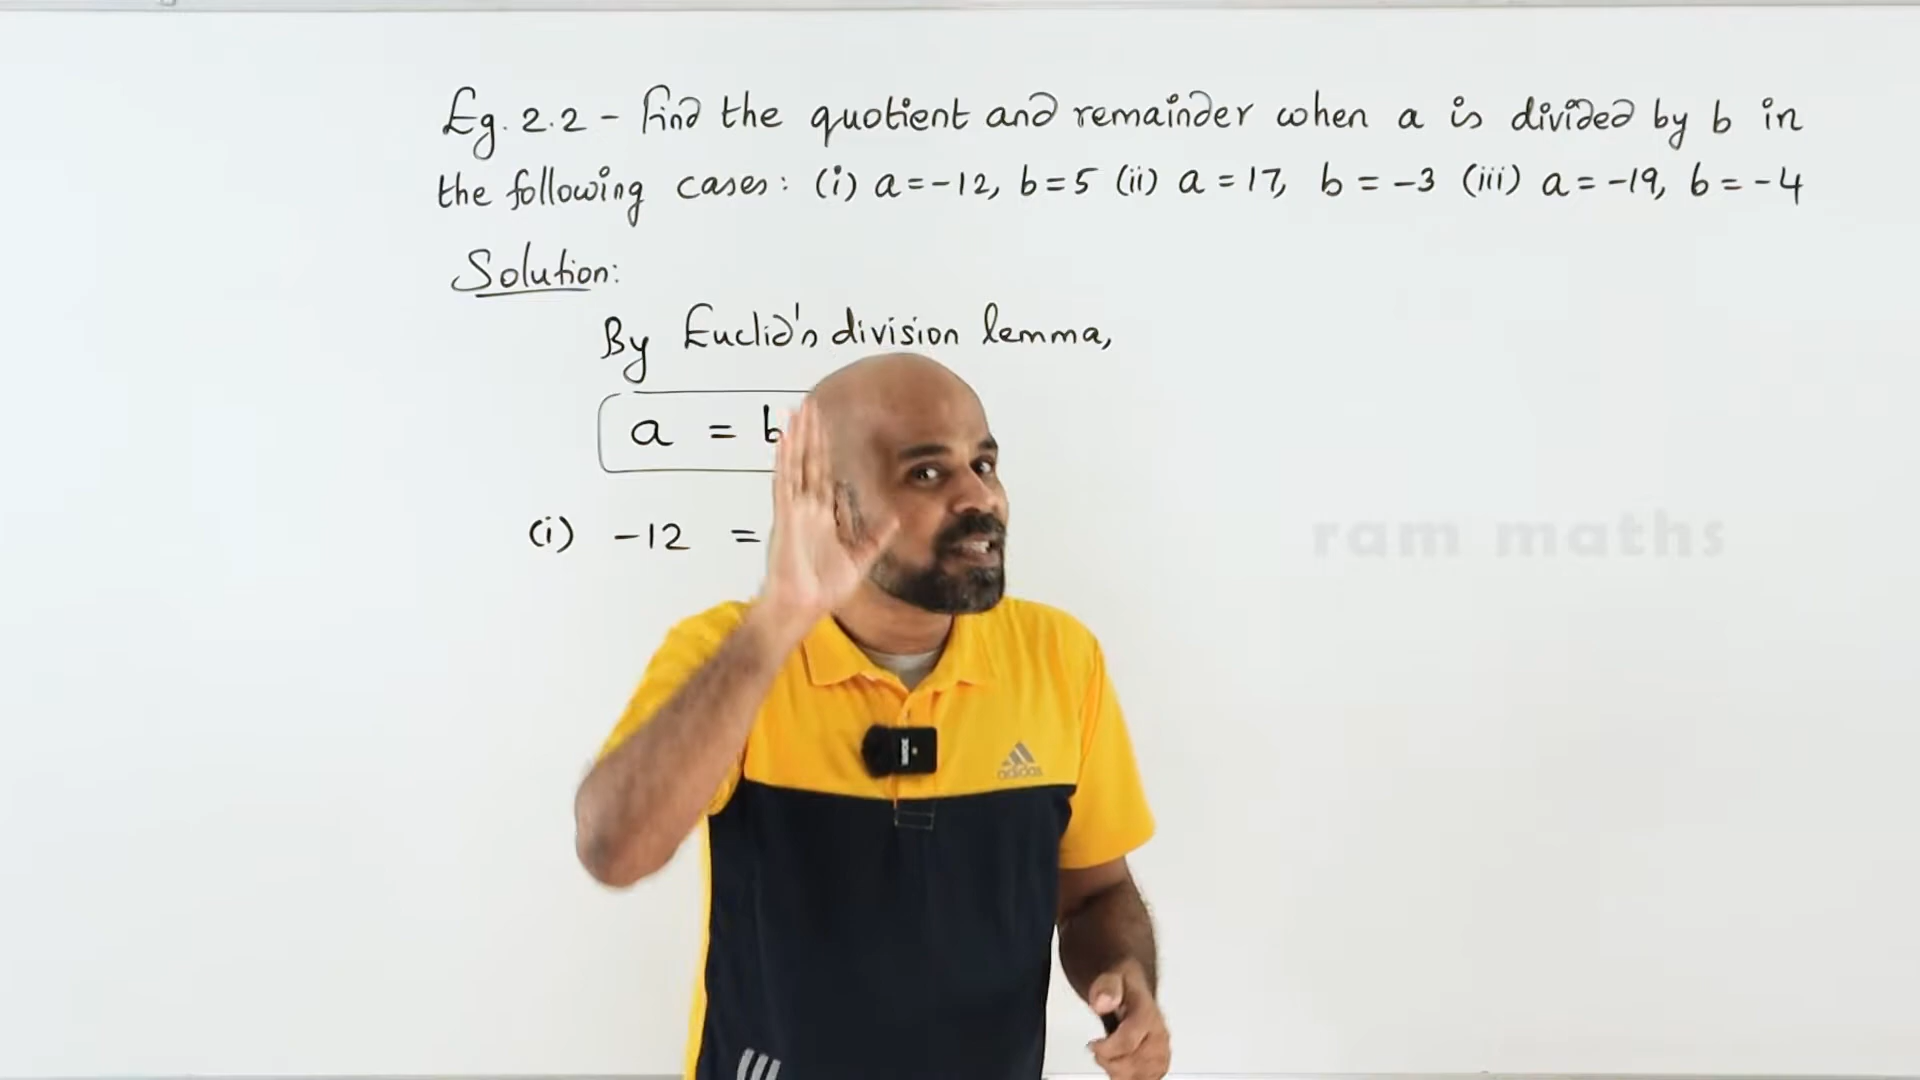 Eg. 2.2 - Find the quotient and remainder when a is divided by b in
the following cases: (i) a = -12, b = 5 (ii) a = 17, b = -3 (iii) a = -19, b = -4
Solution:
By Euclid's division lemma,
a = b
(i) -12 =
ram maths
adidas